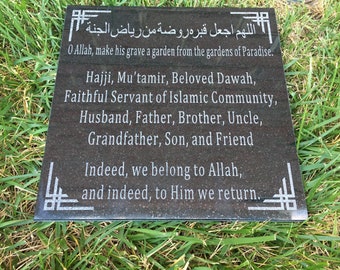 اللهم اجعل قبره روضة من رياض الجنة
O Allah, make his grave a garden from the gardens of Paradise.
Hajji, Mu'tamir, Beloved Dawah,
Faithful Servant of Islamic Community,
Husband, Father, Brother, Uncle,
Grandfather, Son, and Friend
Indeed, we belong to Allah,
and indeed, to Him we return.